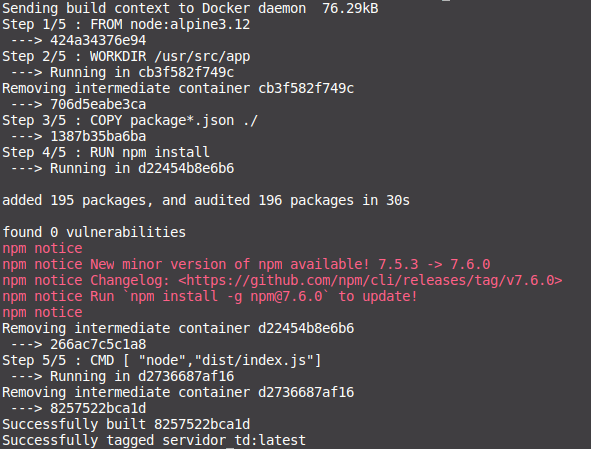 Sending build context to Docker daemon  76.29kB
Step 1/5 : FROM node:alpine3.12
 ---> 424a34376e94
Step 2/5 : WORKDIR /usr/src/app
 ---> Running in cb3f582f749c
Removing intermediate container cb3f582f749c
 ---> 706d5eabe3ca
Step 3/5 : COPY package*.json ./
 ---> 1387b35ba6ba
Step 4/5 : RUN npm install
 ---> Running in d22454b8e6b6
added 195 packages, and audited 196 packages in 30s
found 0 vulnerabilities
npm notice
npm notice New minor version of npm available! 7.5.3 -> 7.6.0
npm notice Changelog: <https://github.com/npm/cli/releases/tag/v7.6.0>
npm notice Run `npm install -g npm@7.6.0` to update!
npm notice
Removing intermediate container d22454b8e6b6
 ---> 266ac7c5c1a8
Step 5/5 : CMD [ "node","dist/index.js"]
 ---> Running in d2736687af16
Removing intermediate container d2736687af16
 ---> 8257522bca1d
Successfully built 8257522bca1d
Successfully tagged servidor_td:latest